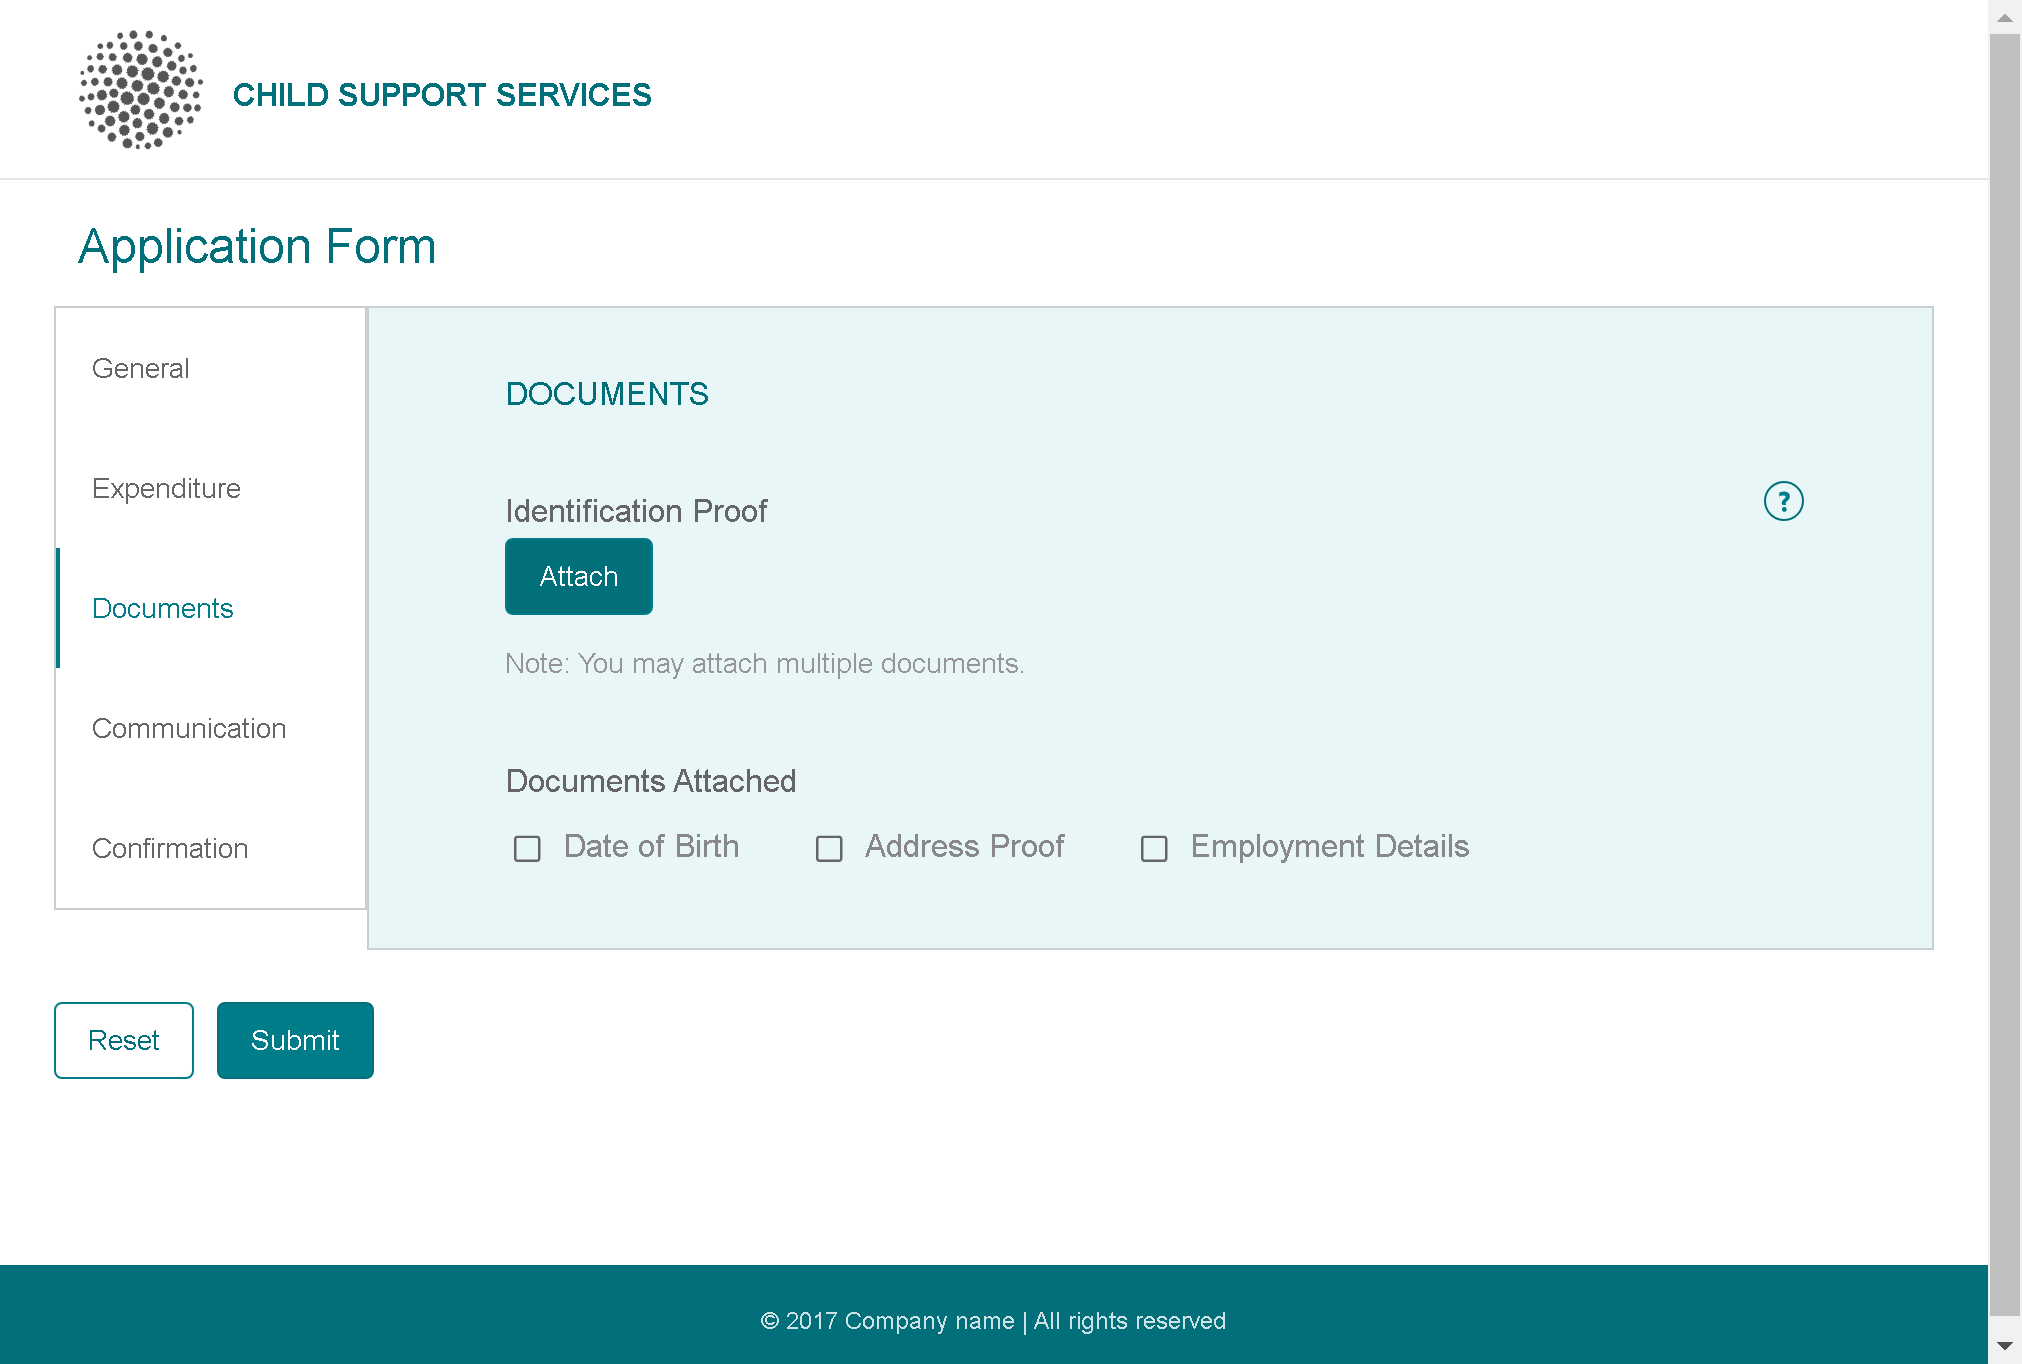 CHILD SUPPORT SERVICES
Application Form
General
Expenditure
Documents
Communication
Confirmation
DOCUMENTS
Identification Proof
?
Attach
Note: You may attach multiple documents.
Documents Attached
Date of Birth Address Proof Employment Details
Reset Submit
© 2017 Company name | All rights reserved